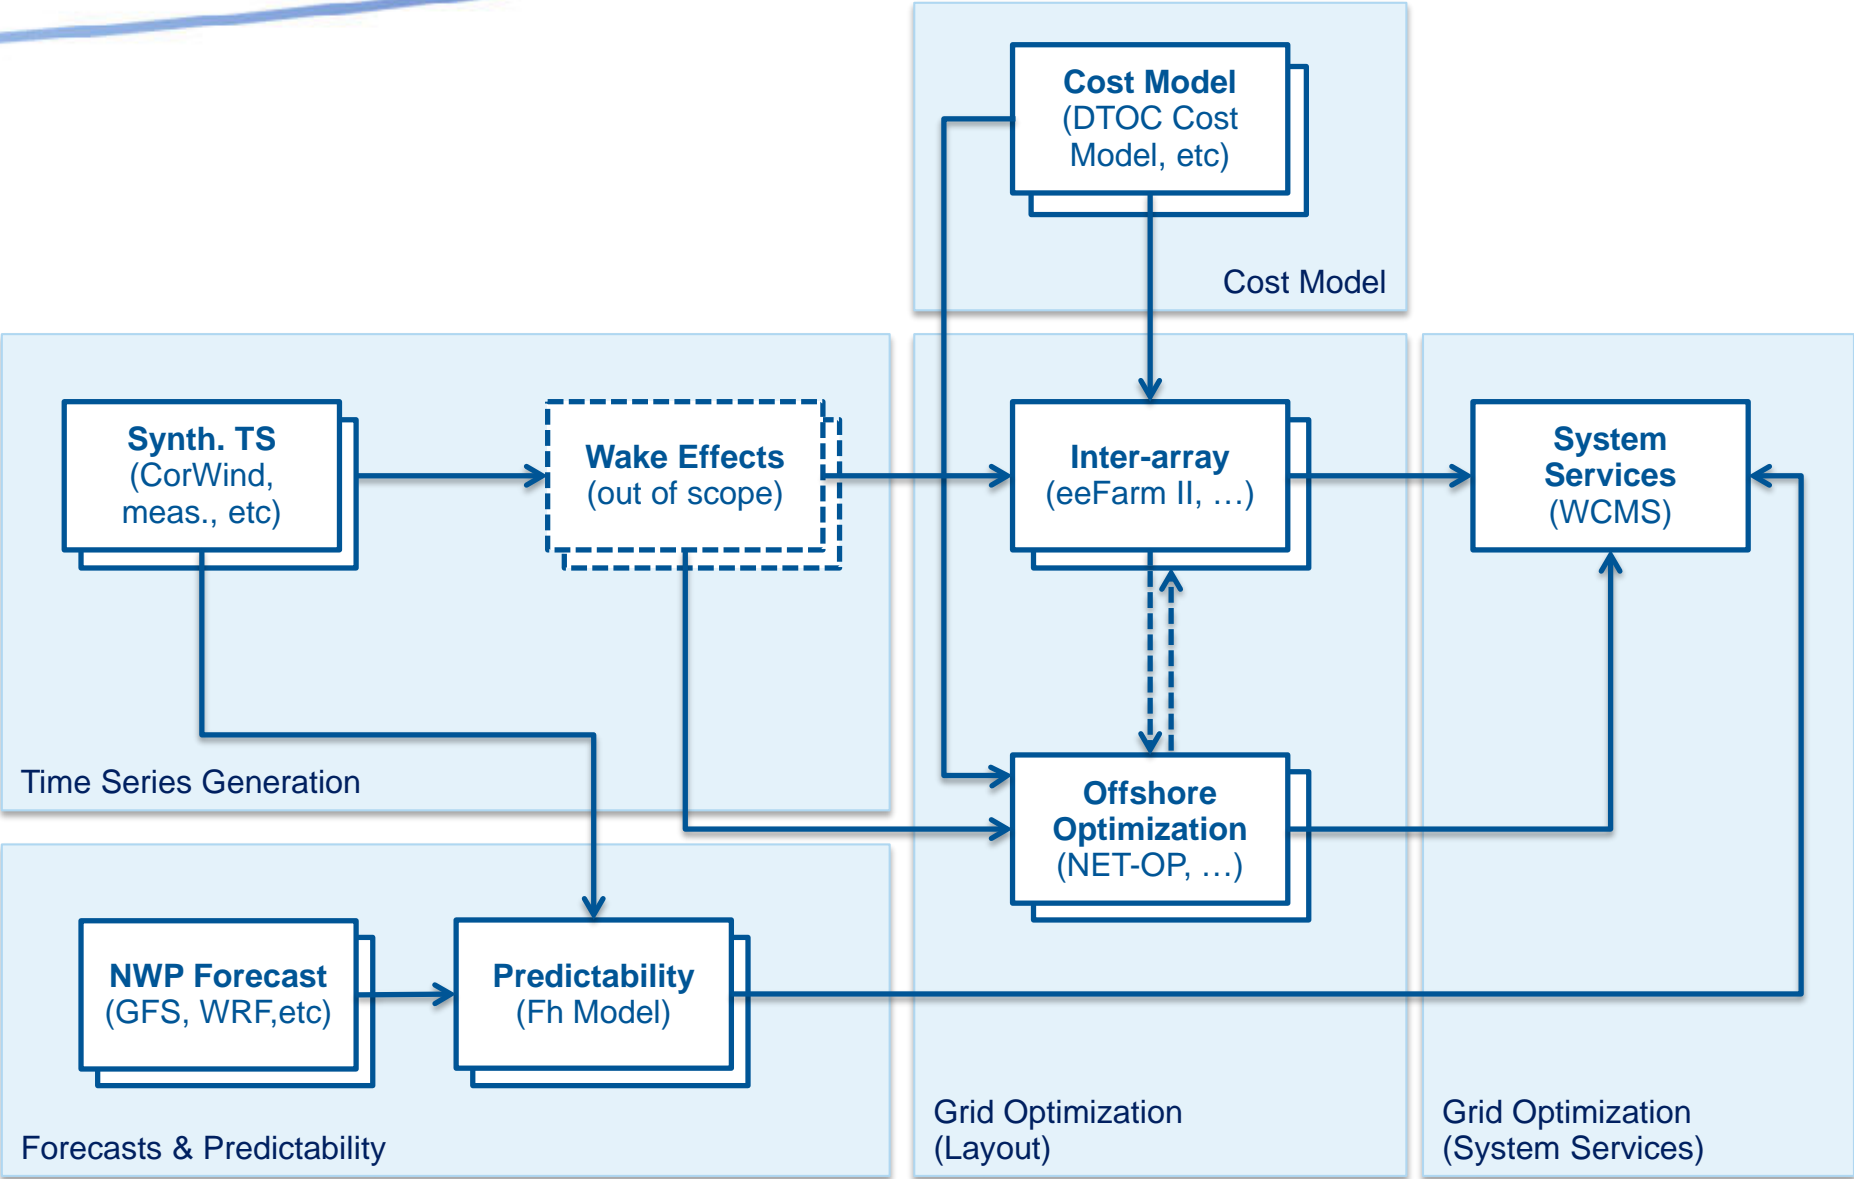 Cost Model
(DTOC Cost
Model, etc)
Cost Model
Synth. TS
(CorWind,
meas., etc)
Wake Effects
(out of scope)
Inter-array
(eeFarm II, …)
System
Services
(WCMS)
Time Series Generation
Offshore
Optimization
(NET-OP, …)
NWP Forecast
(GFS, WRF,etc)
Predictability
(Fh Model)
Forecasts & Predictability
Grid Optimization
(Layout)
Grid Optimization
(System Services)